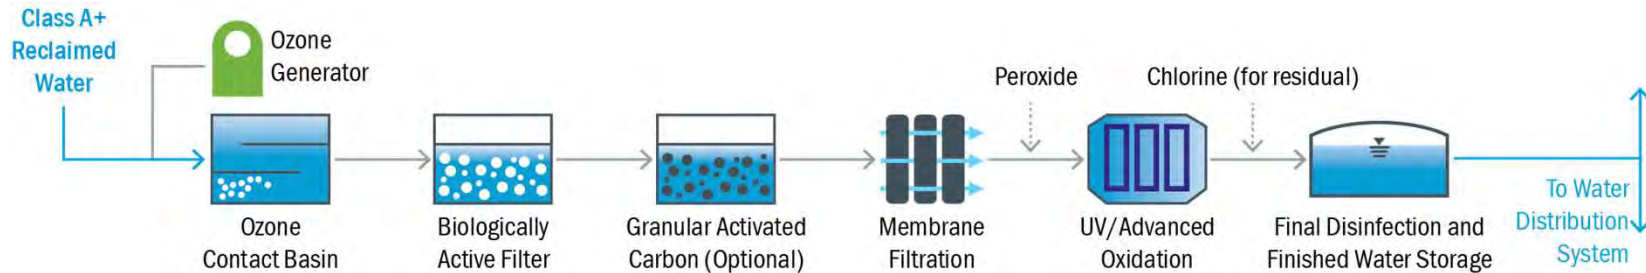 Class A+
Reclaimed
Water
Ozone
Generator
Peroxide
Chlorine (for residual)
Ozone
Contact Basin
Biologically
Active Filter
Granular Activated
Carbon (Optional)
Membrane
Filtration
UV/Advanced
Oxidation
Final Disinfection and
Finished Water Storage
To Water
Distribution
System